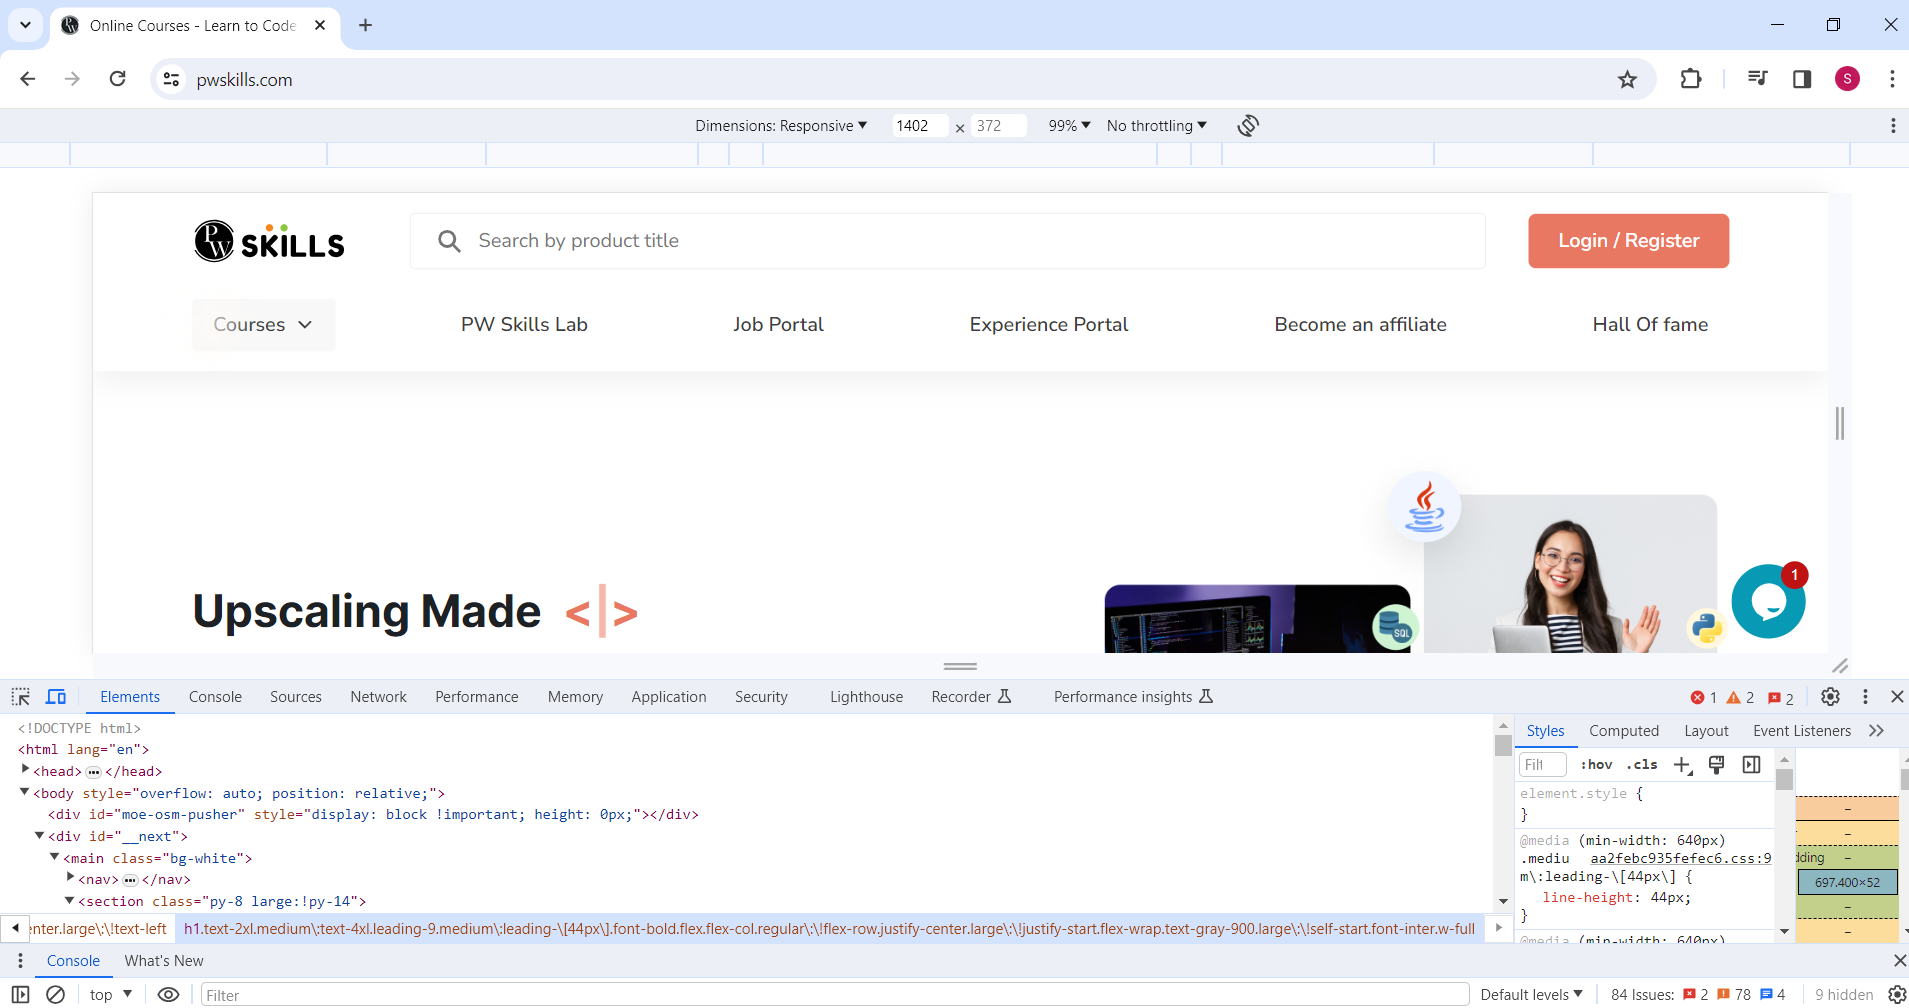 Online Courses - Learn to Code
pwskills.com
S
Dimensions: Responsive 1402 × 372 99% No throttling
PW SKILLS
Search by product title
Login / Register
Courses PW Skills Lab Job Portal Experience Portal Become an affiliate Hall Of fame
Upscaling Made <|>
SQL
1
Elements Console Sources Network Performance Memory Application Security Lighthouse Recorder Performance insights 1 2 2
<!DOCTYPE html>
<html lang="en">
<head> ••• </head>
<body style="overflow: auto; position: relative;">
<div id="moe-osm-pusher" style="display: block !important; height: 0px;"></div>
<div id="__next">
<main class="bg-white">
<nav> ••• </nav>
<section class="py-8 large:!py-14">
enter.large\:\!text-left h1.text-2xl.medium\:text-4xl.leading-9.medium\:leading-\[44px\].font-bold.flex.flex-col.regular\:\!flex-row.justify-center.large\:\!justify-start.flex-wrap.text-gray-900.large\:\!self-start.font-inter.w-full
Styles Computed Layout Event Listeners
Filt :hov .cls
element.style {
}
@media (min-width: 640px)
.mediu aa2febc935fefec6.css:9
m\:leading-\[44px\] {
line-height: 44px;
}
@media (min-width: 640px)
–
–
dding –
697.400×52
–
–
Console What's New
top Filter Default levels 84 Issues: 2 78 4 9 hidden